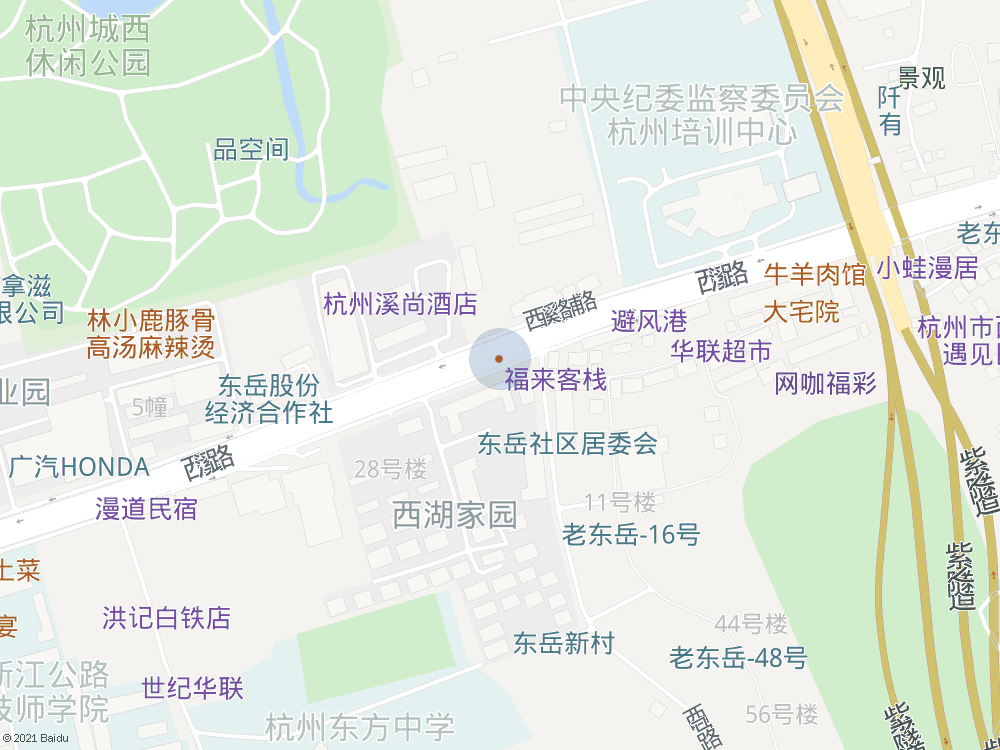 杭州城西
休闲公园
中央纪委监察委员会
杭州培训中心
景观
阡
有
品空间
老东
小蛙漫居
牛羊肉馆
西溪路
大宅院
拿滋
限公司
杭州溪尚酒店
西溪辅路
避风港
林小鹿豚骨
高汤麻辣烫
杭州市西
遇见
华联超市
福来客栈
网咖福彩
业园
东岳股份
经济合作社
5幢
东岳社区居委会
广汽HONDA
西溪路
28号楼
紫之隧道
漫道民宿
西湖家园
11号楼
老东岳-16号
土菜
紫之隧道
洪记白铁店
宴
44号楼
东岳新村
老东岳-48号
浙江公路
技师学院
世纪华联
杭州东方中学
56号楼
© 2021 Baidu